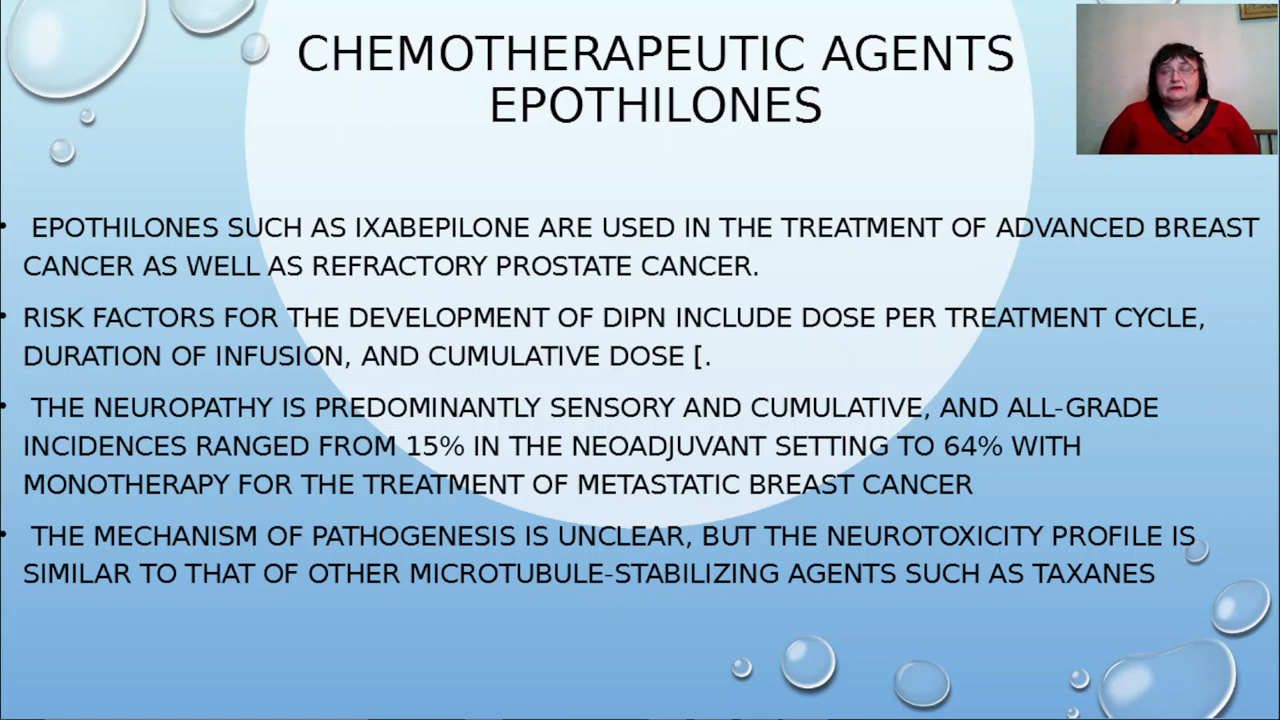 CHEMOTHERAPEUTIC AGENTS
EPOTHILONES
• EPOTHILONES SUCH AS IXABEPILONE ARE USED IN THE TREATMENT OF ADVANCED BREAST
CANCER AS WELL AS REFRACTORY PROSTATE CANCER.
• RISK FACTORS FOR THE DEVELOPMENT OF DIPN INCLUDE DOSE PER TREATMENT CYCLE,
DURATION OF INFUSION, AND CUMULATIVE DOSE [.
• THE NEUROPATHY IS PREDOMINANTLY SENSORY AND CUMULATIVE, AND ALL-GRADE
INCIDENCES RANGED FROM 15% IN THE NEOADJUVANT SETTING TO 64% WITH
MONOTHERAPY FOR THE TREATMENT OF METASTATIC BREAST CANCER
• THE MECHANISM OF PATHOGENESIS IS UNCLEAR, BUT THE NEUROTOXICITY PROFILE IS
SIMILAR TO THAT OF OTHER MICROTUBULE-STABILIZING AGENTS SUCH AS TAXANES